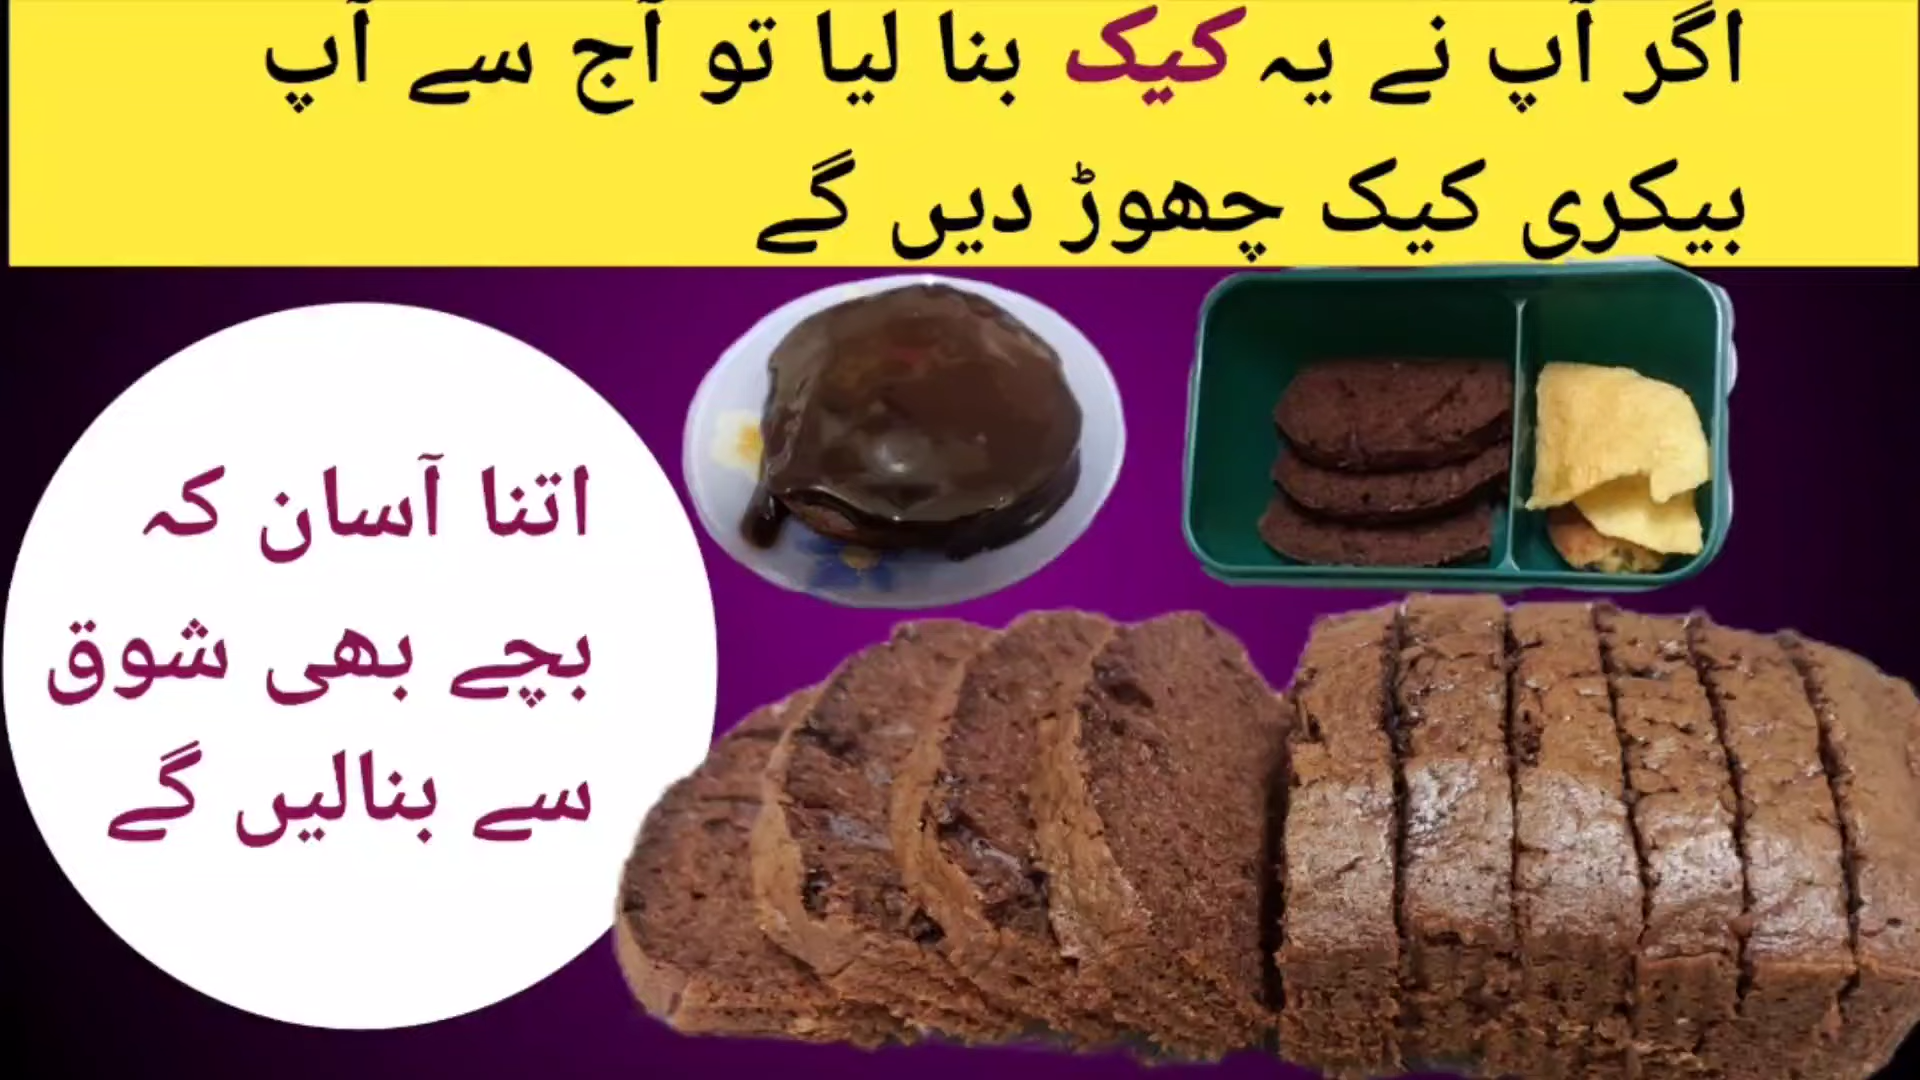 اگر آپ نے یہ کیک بنا لیا تو آج سے آپ
بیکری کیک چھوڑ دیں گے
اتنا آسان کہ
بچے بھی شوق
سے بنالیں گے